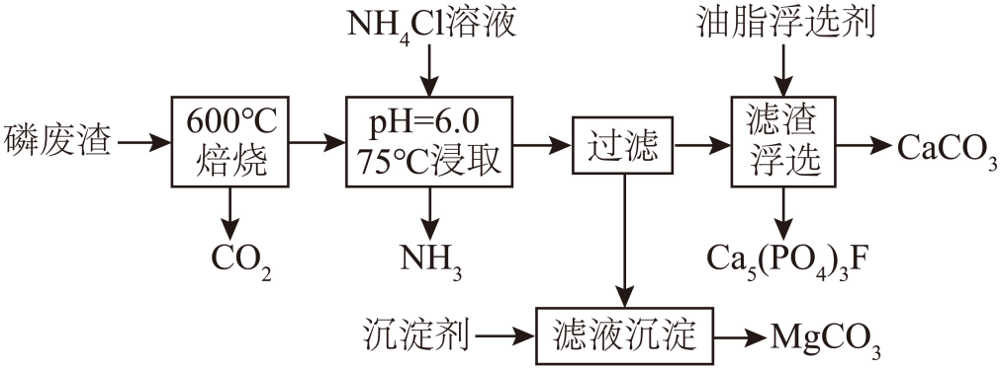 NH₄Cl溶液
油脂浮选剂
磷废渣
600℃
焙烧
pH=6.0
75℃浸取
过滤
滤渣
浮选
CaCO₃
CO₂
NH₃
Ca₅(PO₄)₃F
沉淀剂
滤液沉淀
MgCO₃